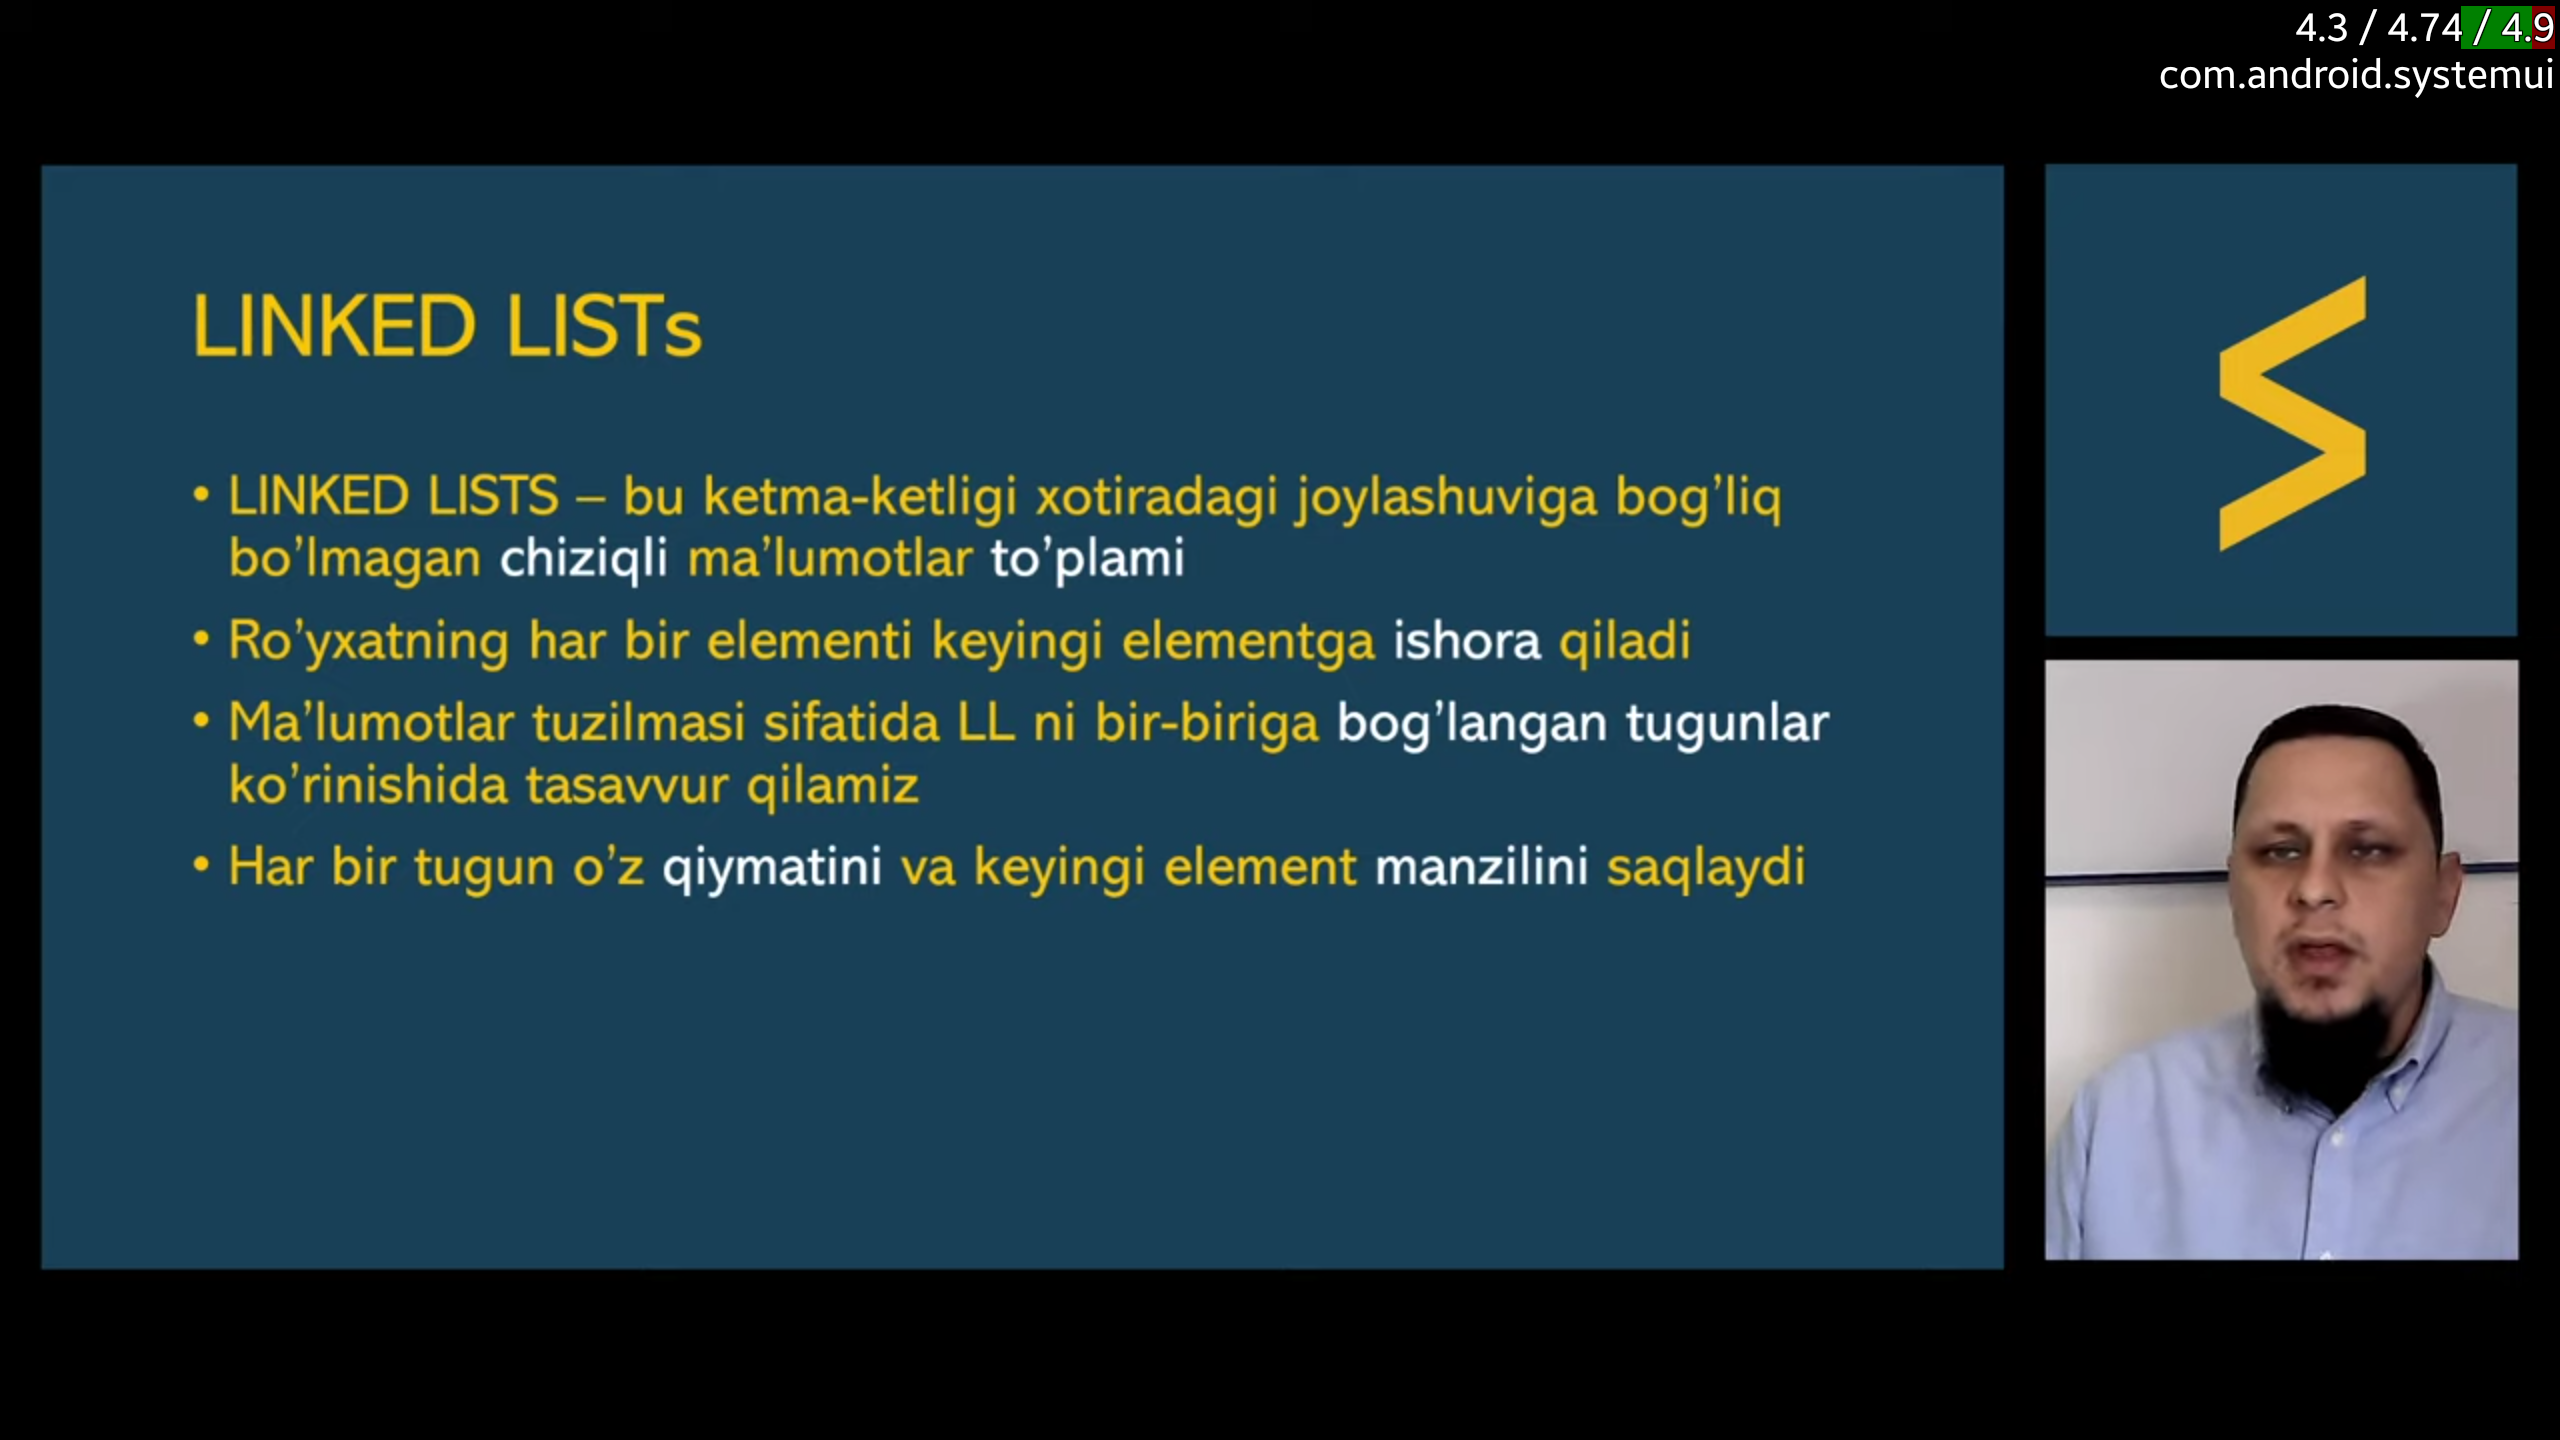 4.3 / 4.74 / 4.9
com.android.systemui
LINKED LISTs
• LINKED LISTS – bu ketma-ketligi xotiradagi joylashuviga bog’liq
bo’lmagan chiziqli ma’lumotlar to’plami
• Ro’yxatning har bir elementi keyingi elementga ishora qiladi
• Ma’lumotlar tuzilmasi sifatida LL ni bir-biriga bog’langan tugunlar
ko’rinishida tasavvur qilamiz
• Har bir tugun o’z qiymatini va keyingi element manzilini saqlaydi